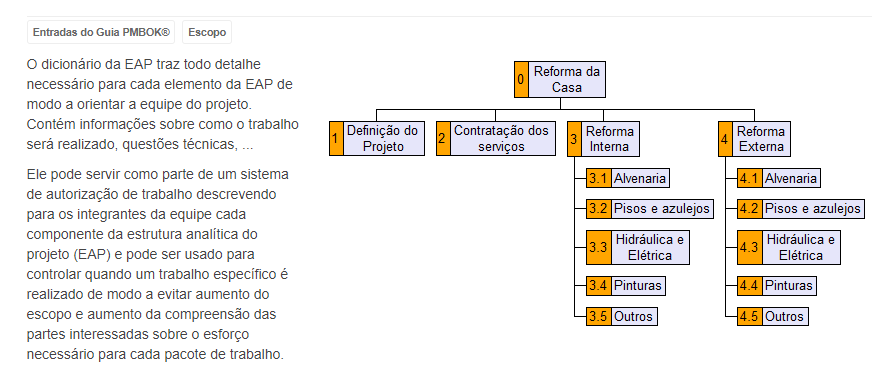 Entradas do Guia PMBOK® Escopo
O dicionário da EAP traz todo detalhe
necessário para cada elemento da EAP de
modo a orientar a equipe do projeto.
Contém informações sobre como o trabalho
será realizado, questões técnicas, ...
Ele pode servir como parte de um sistema
de autorização de trabalho descrevendo
para os integrantes da equipe cada
componente da estrutura analítica do
projeto (EAP) e pode ser usado para
controlar quando um trabalho específico é
realizado de modo a evitar aumento do
escopo e aumento da compreensão das
partes interessadas sobre o esforço
necessário para cada pacote de trabalho.
0 Reforma da
Casa
1 Definição do
Projeto
2 Contratação dos
serviços
3 Reforma
Interna
3.1 Alvenaria
3.2 Pisos e azulejos
3.3 Hidráulica e
Elétrica
3.4 Pinturas
3.5 Outros
4 Reforma
Externa
4.1 Alvenaria
4.2 Pisos e azulejos
4.3 Hidráulica e
Elétrica
4.4 Pinturas
4.5 Outros